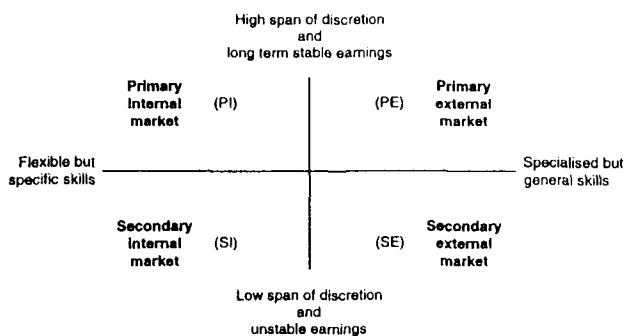 High span of discretion
and
long term stable earnings
Primary
internal
market
(PI)
(PE)
Primary
external
market
Flexible but
specific skills
Specialised but
general skills
Secondary
internal
market
(SI)
(SE)
Secondary
external
market
Low span of discretion
and
unstable earnings